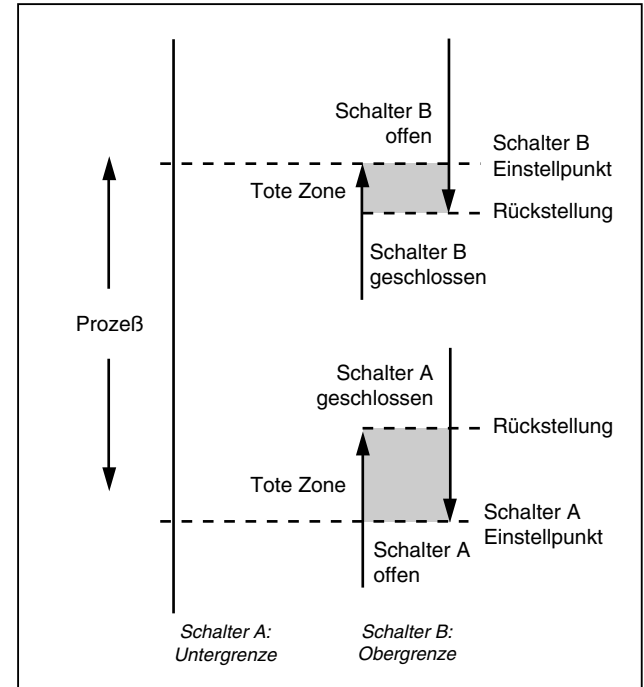 Schalter B
offen
Schalter B
Einstellpunkt
Tote Zone
Rückstellung
Schalter B
geschlossen
Prozeß
Schalter A
geschlossen
Rückstellung
Tote Zone
Schalter A
Einstellpunkt
Schalter A
offen
Schalter A:
Untergrenze
Schalter B:
Obergrenze